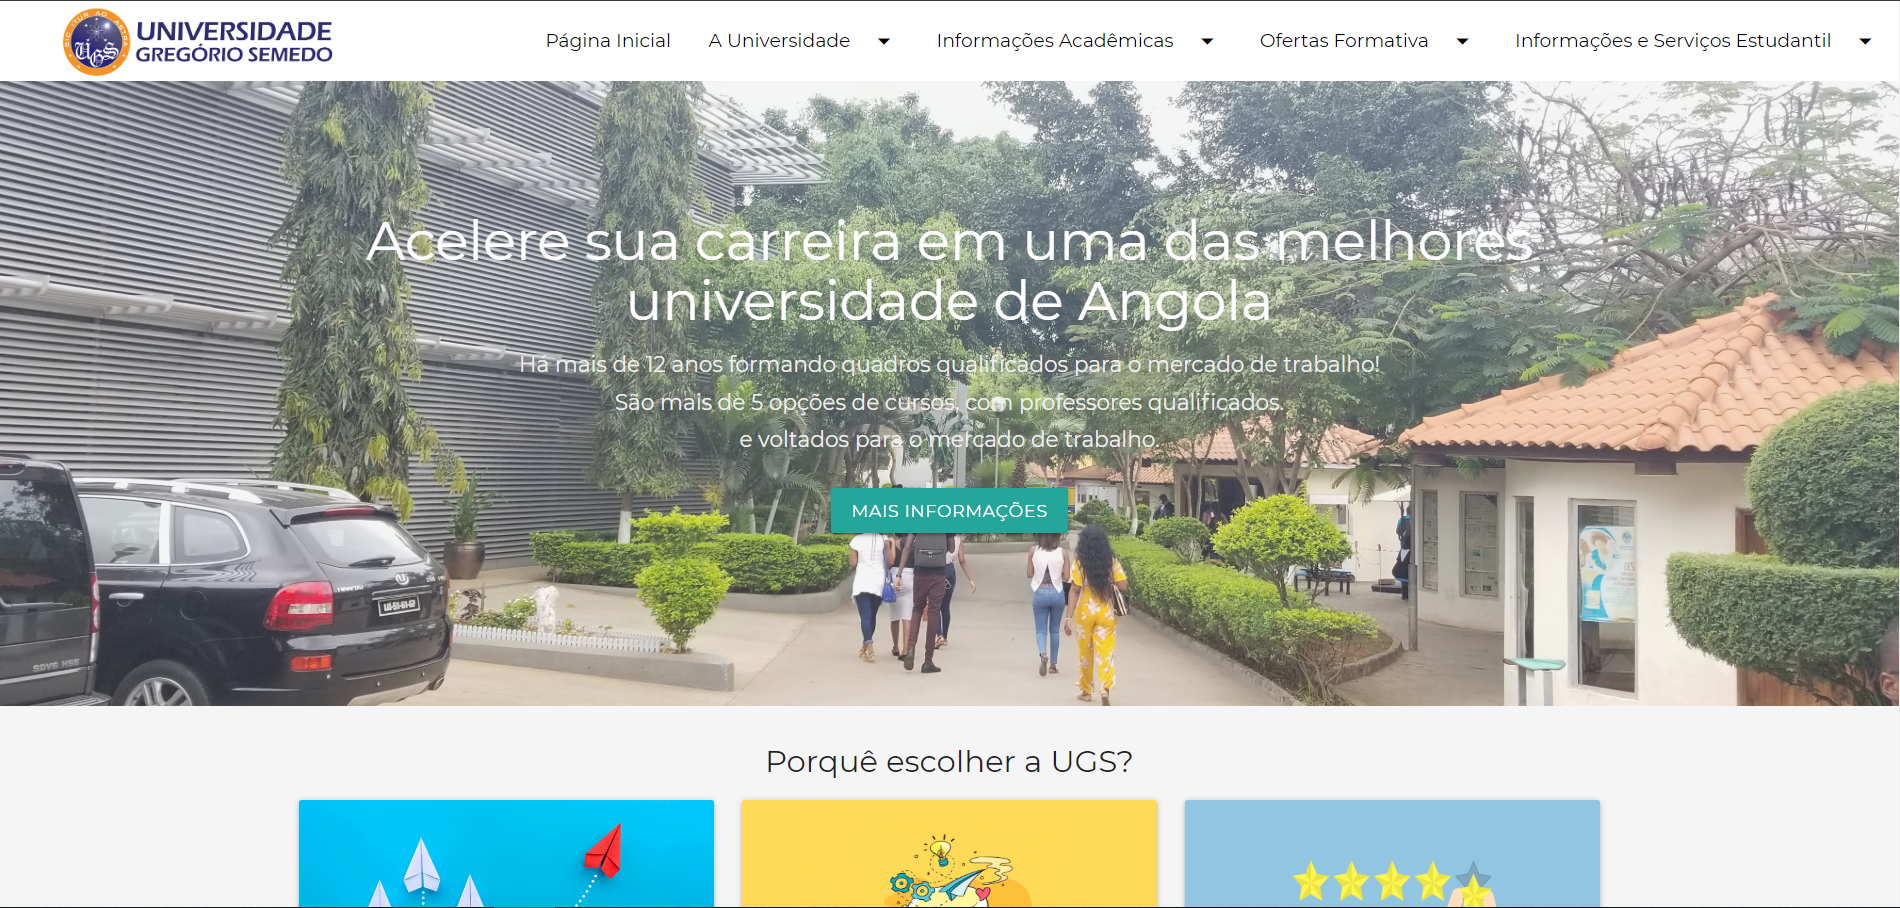 UNIVERSIDADE
GREGÓRIO SEMEDO
Página Inicial
A Universidade
Informações Acadêmicas
Ofertas Formativa
Informações e Serviços Estudantil
Acelere sua carreira em uma das melhores
universidade de Angola
Há mais de 12 anos formando quadros qualificados para o mercado de trabalho!
São mais de 5 opções de cursos, com professores qualificados.
e voltados para o mercado de trabalho.
MAIS INFORMAÇÕES
Porquê escolher a UGS?